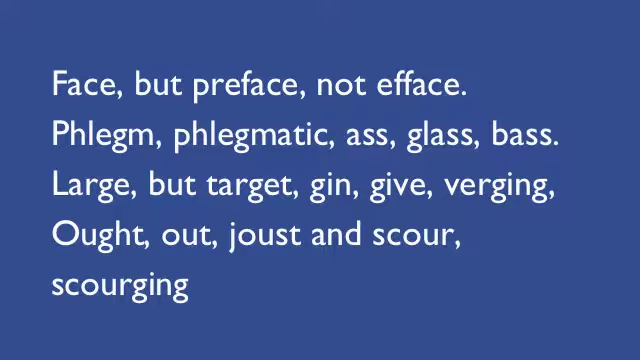 Face, but preface, not efface.
Phlegm, phlegmatic, ass, glass, bass.
Large, but target, gin, give, verging,
Ought, out, joust and scour,
scourging